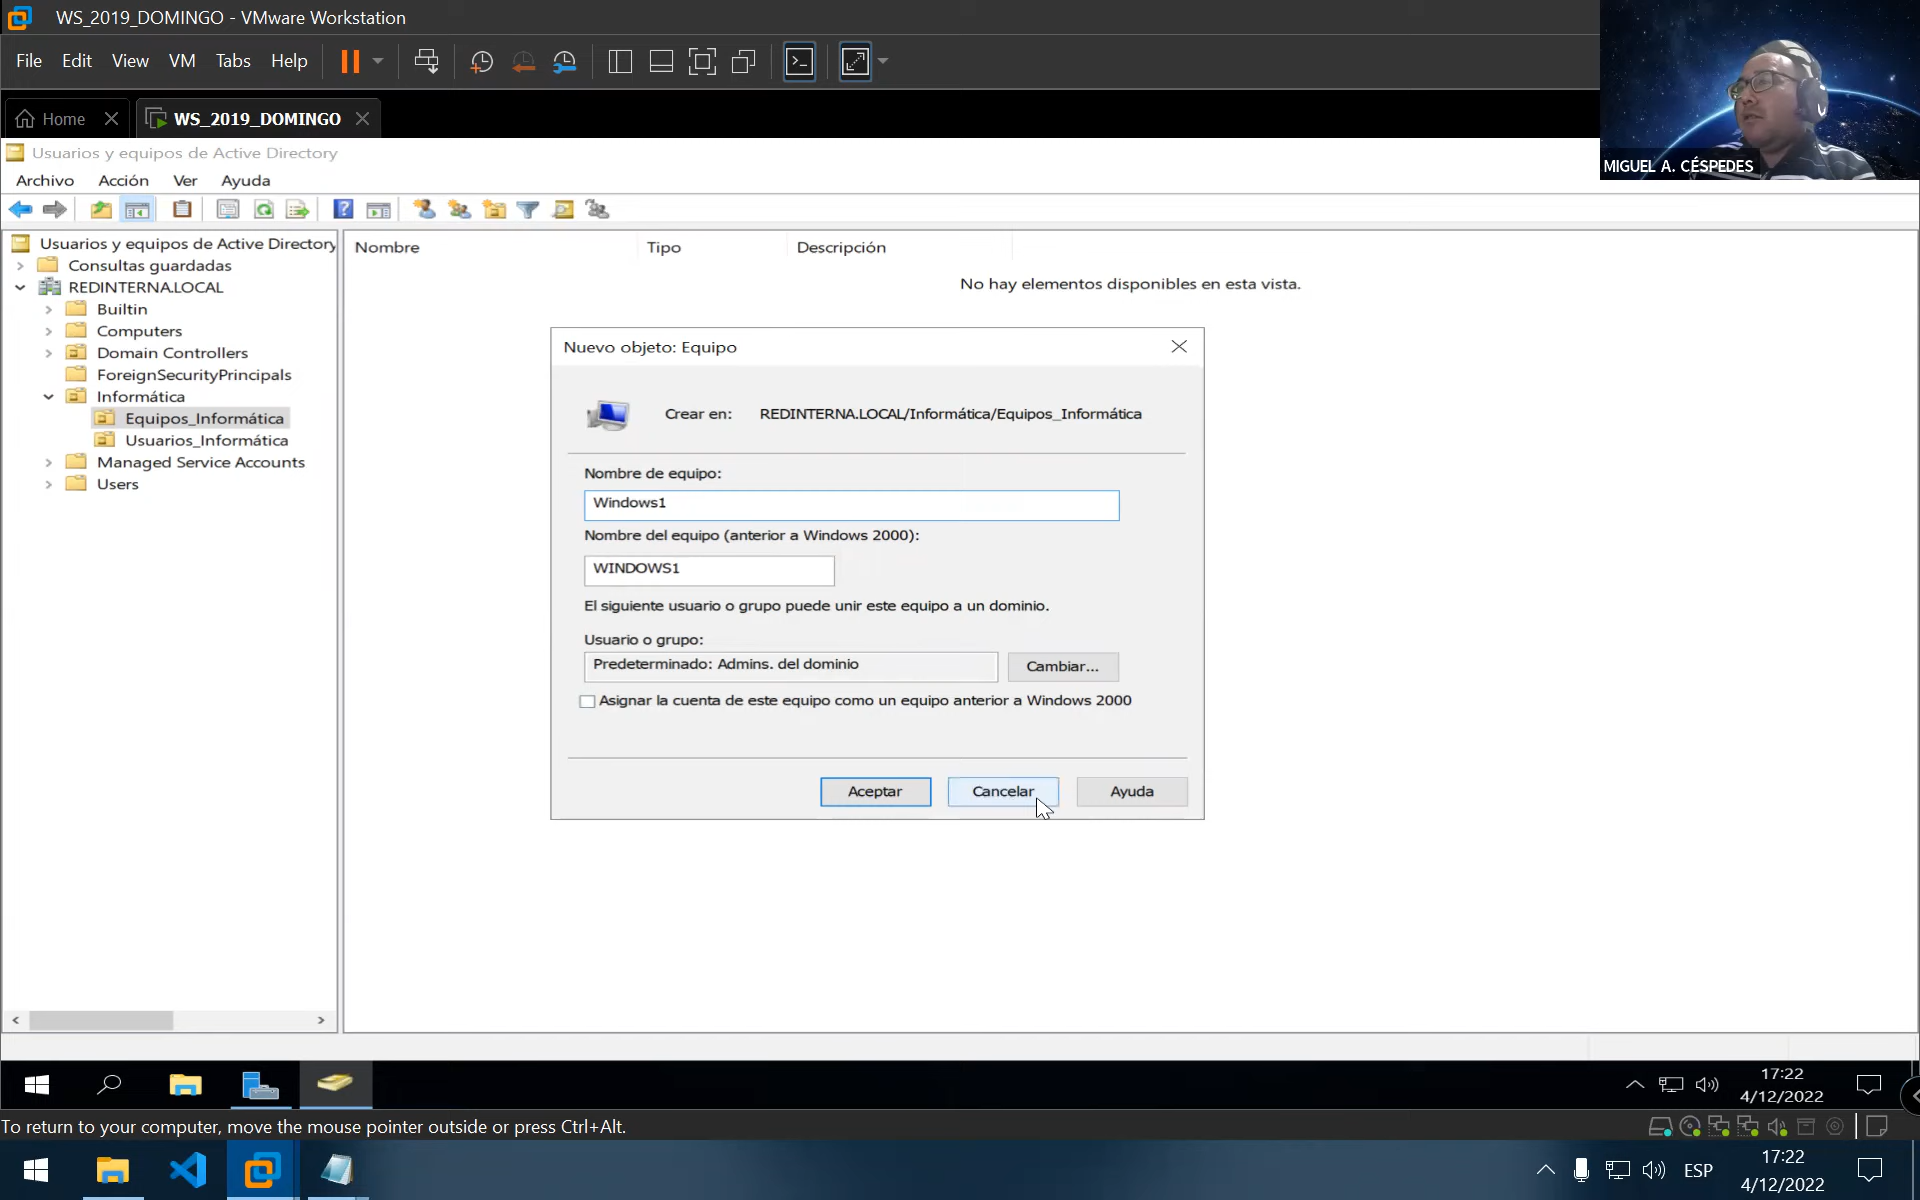 WS_2019_DOMINGO - VMware Workstation
File Edit View VM Tabs Help
Home WS_2019_DOMINGO
MIGUEL A. CÉSPEDES
Usuarios y equipos de Active Directory
Archivo Acción Ver Ayuda
Usuarios y equipos de Active Directory
Consultas guardadas
REDINTERNA.LOCAL
Builtin
Computers
Domain Controllers
ForeignSecurityPrincipals
Informática
Equipos_Informática
Usuarios_Informática
Managed Service Accounts
Users
Nombre Tipo Descripción
No hay elementos disponibles en esta vista.
Nuevo objeto: Equipo
Crear en: REDINTERNA.LOCAL/Informática/Equipos_Informática
Nombre de equipo:
Windows1
Nombre del equipo (anterior a Windows 2000):
WINDOWS1
El siguiente usuario o grupo puede unir este equipo a un dominio.
Usuario o grupo:
Predeterminado: Admins. del dominio Cambiar...
Asignar la cuenta de este equipo como un equipo anterior a Windows 2000
Aceptar Cancelar Ayuda
17:22
4/12/2022
To return to your computer, move the mouse pointer outside or press Ctrl+Alt.
ESP
17:22
4/12/2022